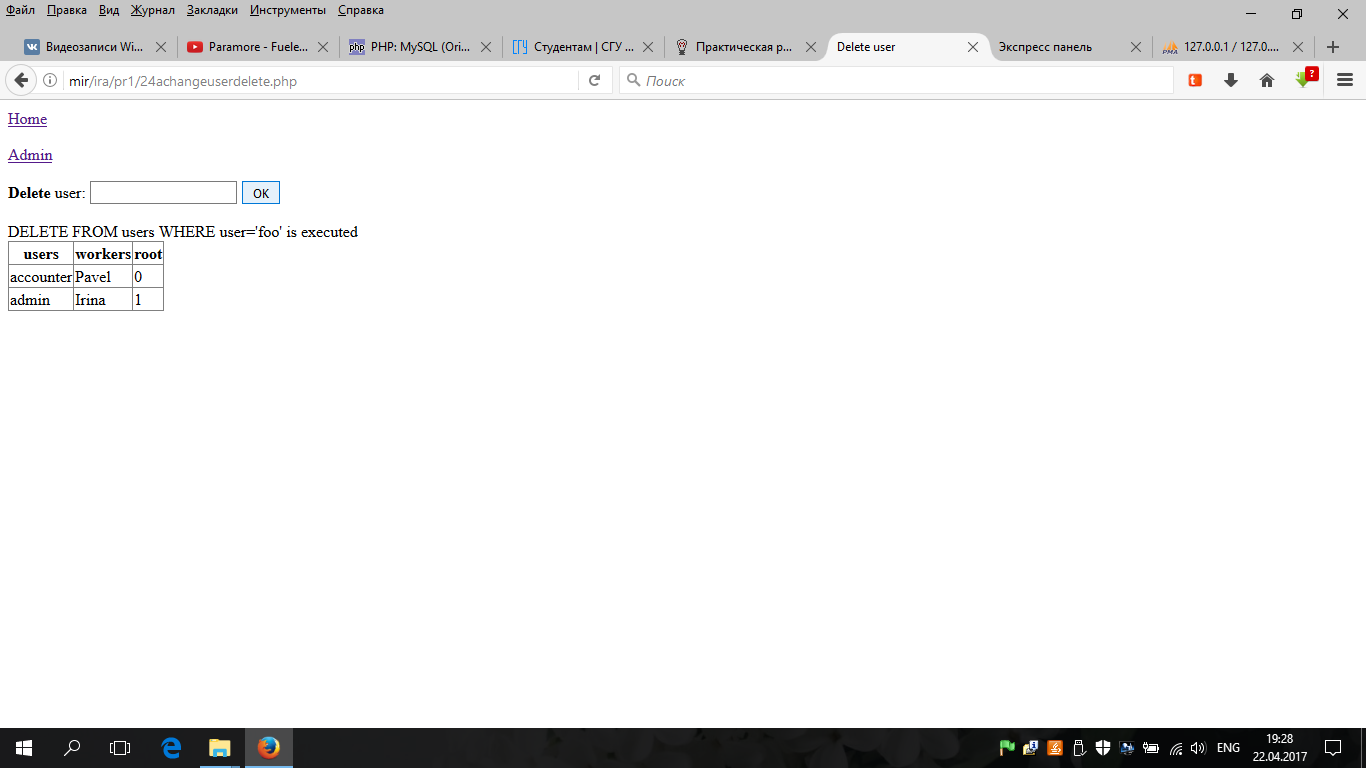 Файл Правка Вид Журнал Закладки Инструменты Справка
Видеозаписи Wi... Paramore - Fuele... PHP: MySQL (Ori... Студентам | СГУ ... Практическая р... Delete user Экспресс панель 127.0.0.1 / 127.0....
mir/ira/pr1/24achangeuserdelete.php Поиск
Home
Admin
Delete user: OK
DELETE FROM users WHERE user='foo' is executed
users workers root
accounter Pavel 0
admin Irina 1
ENG 19:28
22.04.2017